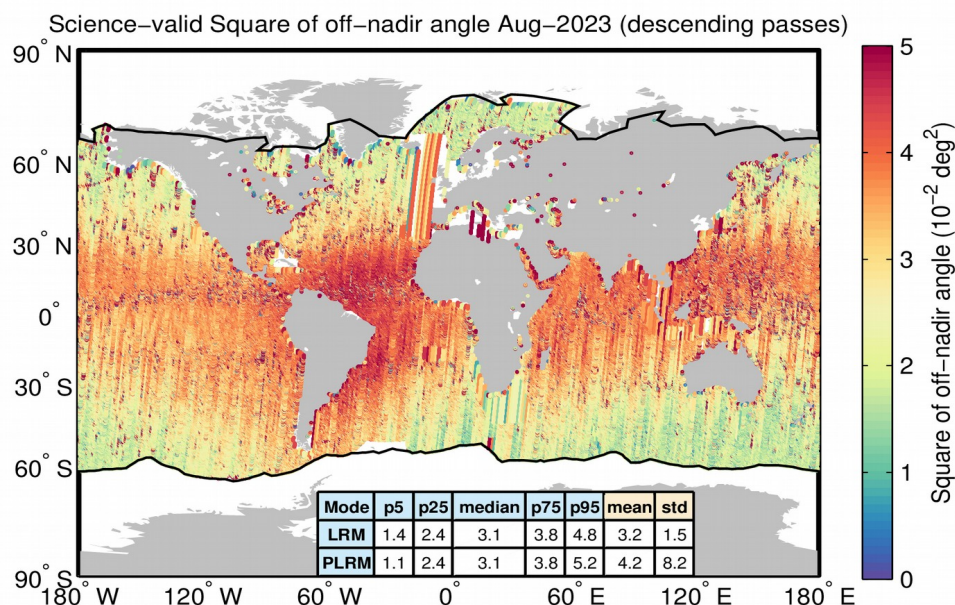 Science−valid Square of off−nadir angle Aug−2023 (descending passes)
90° N
60° N
30° N
0°
30° S
60° S
90° S
180° W
120° W
60° W
0°
60° E
120° E
180° E
Mode p5 p25 median p75 p95 mean std
LRM 1.4 2.4 3.1 3.8 4.8 3.2 1.5
PLRM 1.1 2.4 3.1 3.8 5.2 4.2 8.2
5
4
3
2
1
0
Square of off−nadir angle (10⁻² deg²)